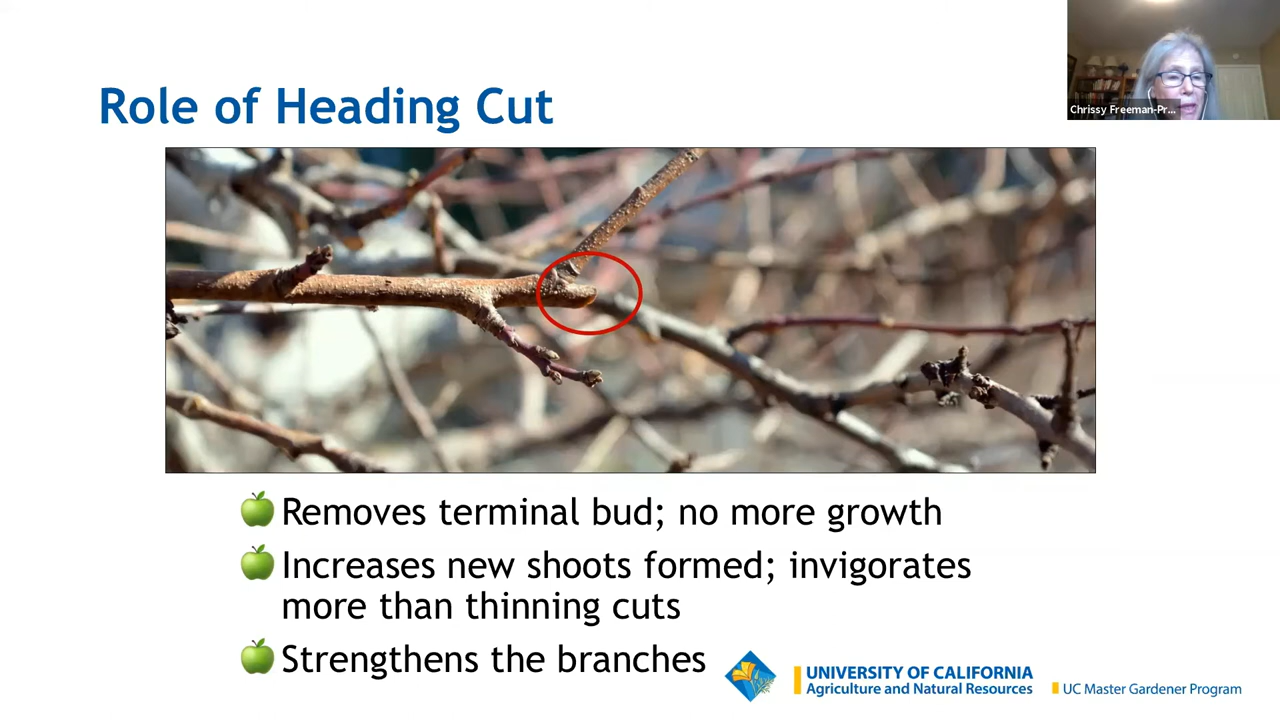 Chrissy Freeman-Pr...
Role of Heading Cut
Removes terminal bud; no more growth
Increases new shoots formed; invigorates
more than thinning cuts
Strengthens the branches
UNIVERSITY OF CALIFORNIA
Agriculture and Natural Resources
UC Master Gardener Program